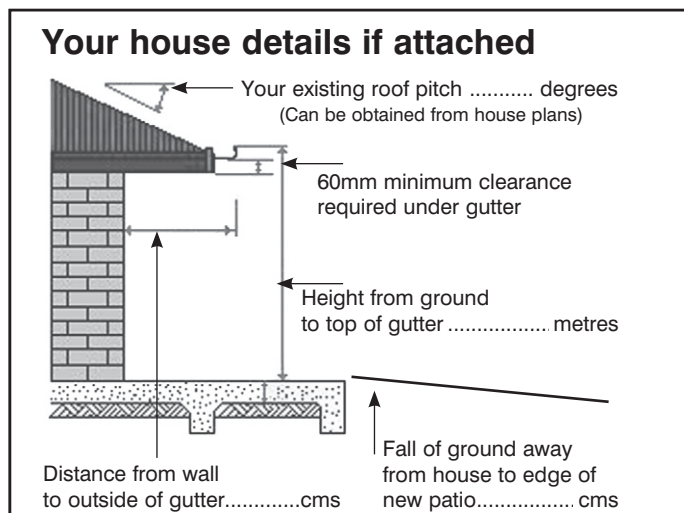 Your house details if attached
Your existing roof pitch ........... degrees
(Can be obtained from house plans)
60mm minimum clearance
required under gutter
Height from ground
to top of gutter .................. metres
Distance from wall
to outside of gutter.............cms
Fall of ground away
from house to edge of
new patio................. cms